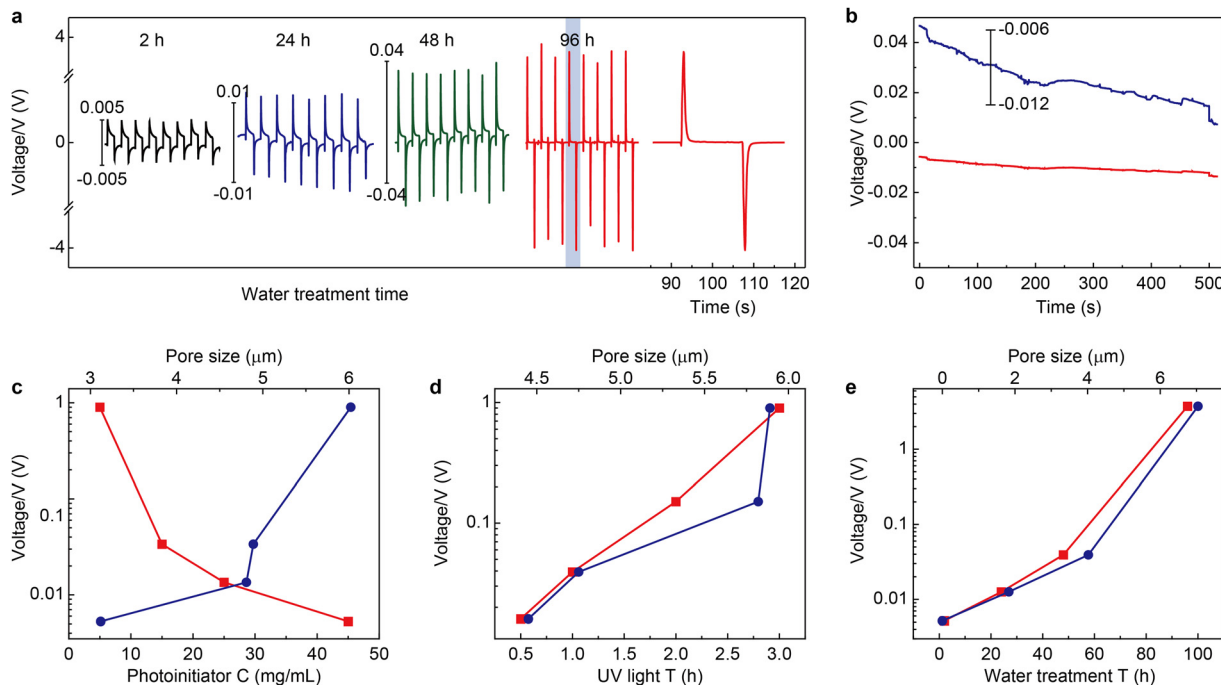 a
2 h 24 h 48 h 96 h
4
0
-4
Voltage/V (V)
0.005
-0.005
0.01
-0.01
0.04
-0.04
Water treatment time
90 100 110 120
Time (s)
b
0.04
0.02
0.00
-0.02
-0.04
Voltage/V (V)
-0.006
-0.012
0 100 200 300 400 500
Time (s)
c
Pore size (μm)
3 4 5 6
1
0.1
0.01
Voltage/V (V)
0 10 20 30 40 50
Photoinitiator C (mg/mL)
d
Pore size (μm)
4.5 5.0 5.5 6.0
0.1
Voltage/V (V)
0.5 1.0 1.5 2.0 2.5 3.0
UV light T (h)
e
Pore size (μm)
0 2 4 6
1
0.1
0.01
Voltage/V (V)
0 20 40 60 80 100
Water treatment T (h)